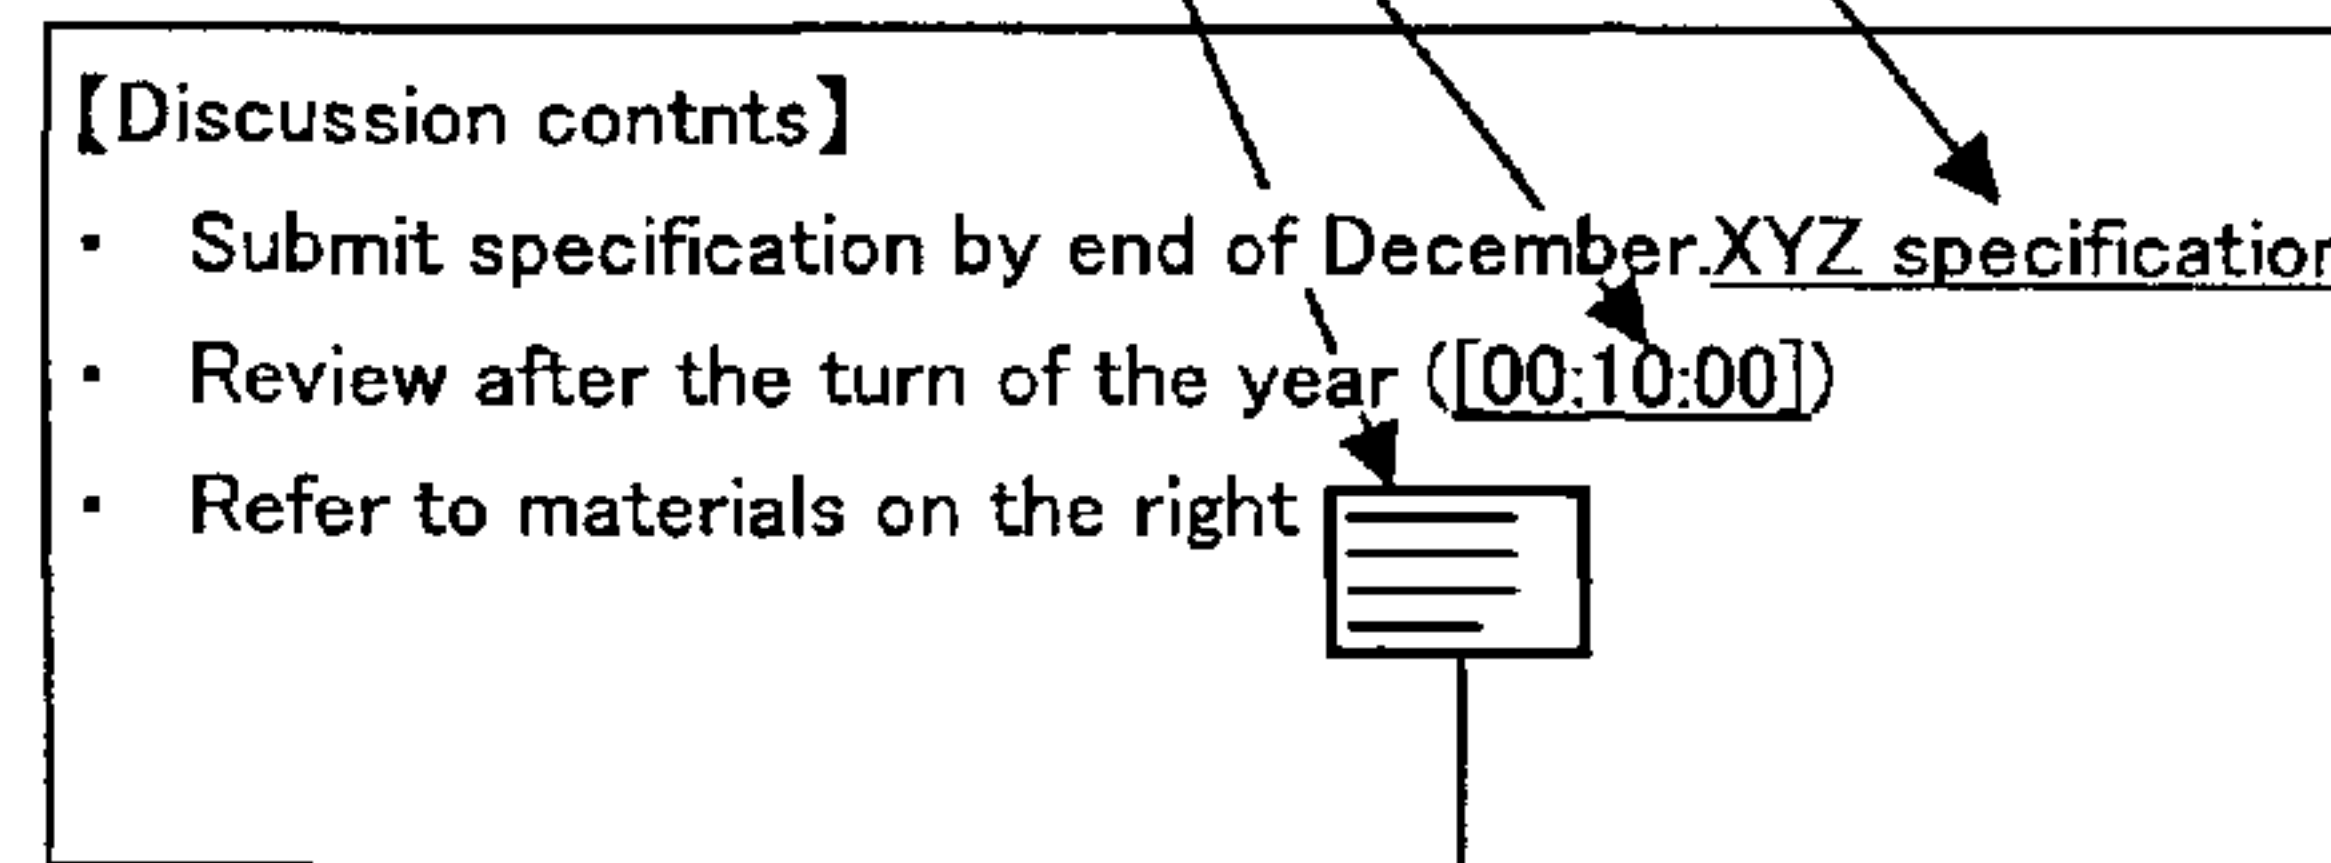 【Discussion contnts】
・ Submit specification by end of December.XYZ specification
・ Review after the turn of the year ([00:10:00])
・ Refer to materials on the right